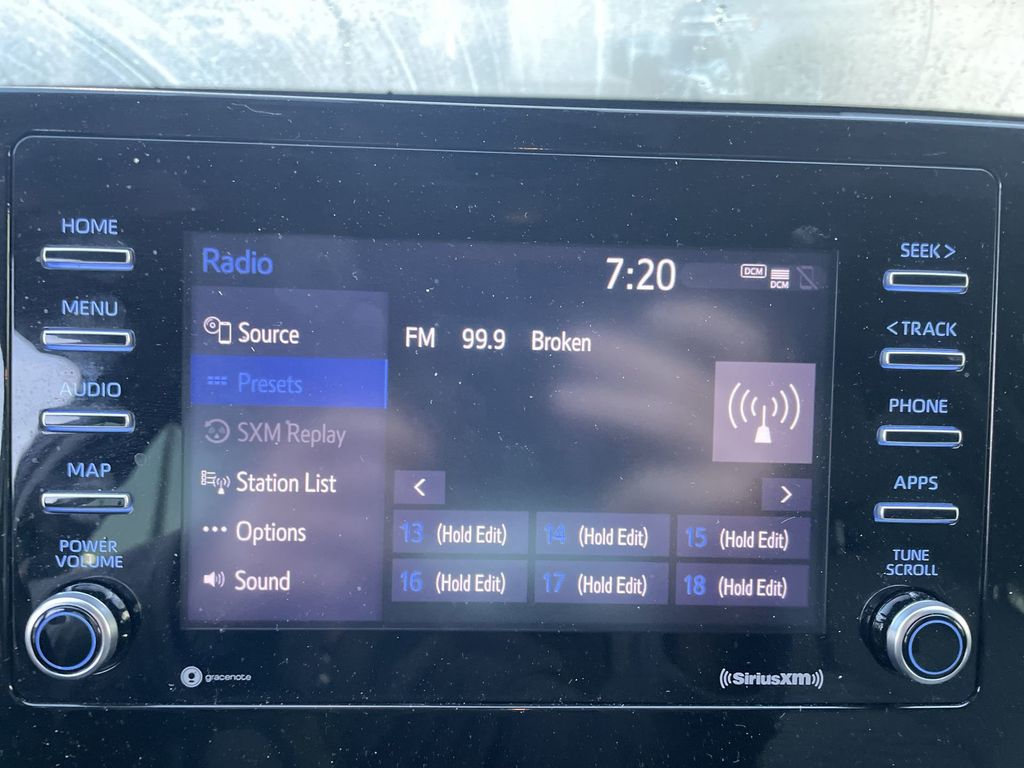 HOME
MENU
AUDIO
MAP
POWER
VOLUME
Radio
7:20
DCM
DCM
Source
Presets
SXM Replay
Station List
Options
Sound
FM 99.9 Broken
<
>
13 (Hold Edit) 14 (Hold Edit) 15 (Hold Edit)
16 (Hold Edit) 17 (Hold Edit) 18 (Hold Edit)
SEEK >
< TRACK
PHONE
APPS
TUNE
SCROLL
gracenote
((SiriusXM))